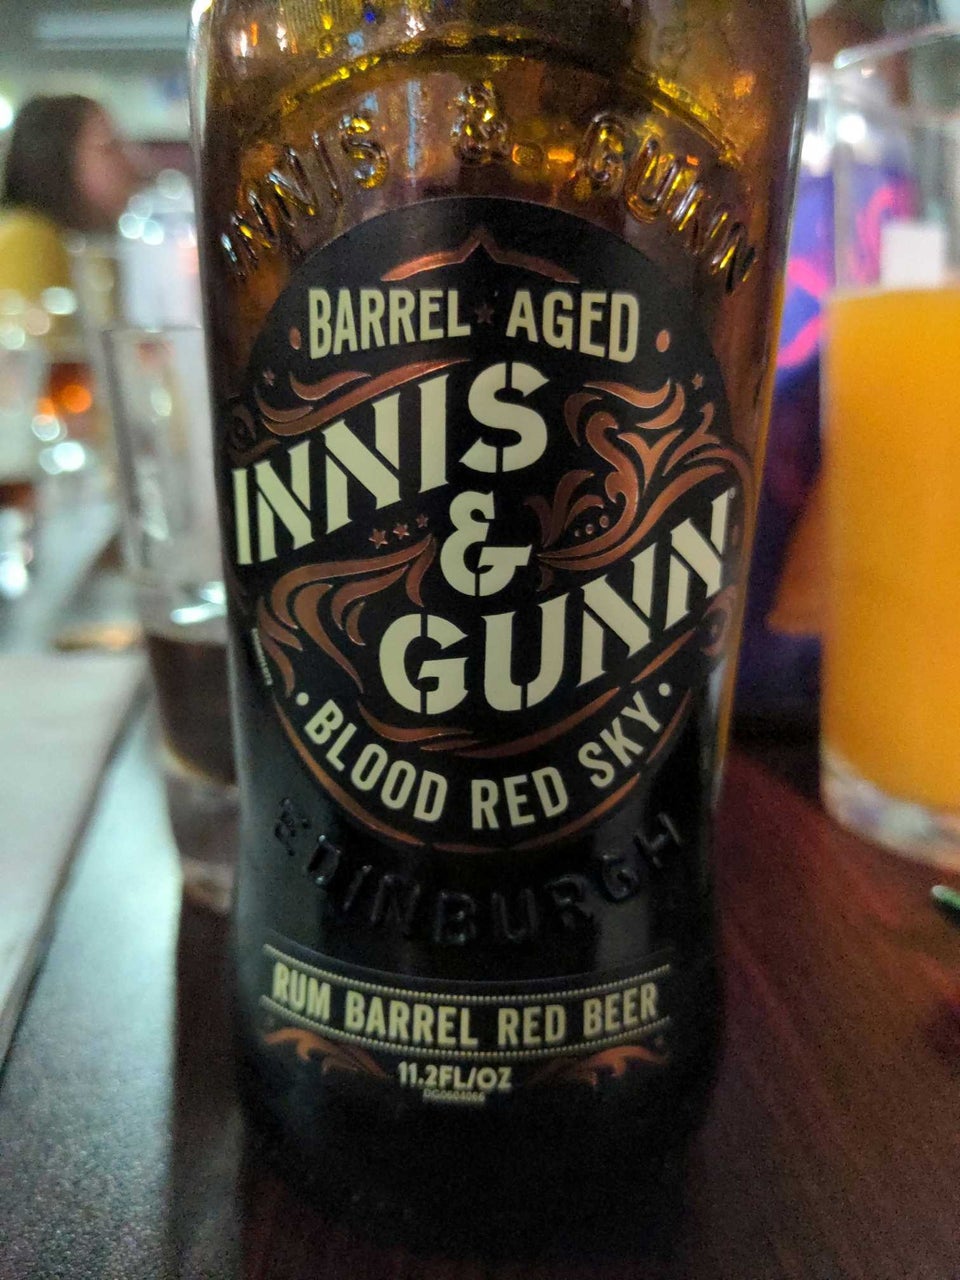 INNIS & GUNN
BARREL AGED
INNIS
&
GUNN
BLOOD RED SKY
EDINBURGH
RUM BARREL RED BEER
11.2FL/OZ